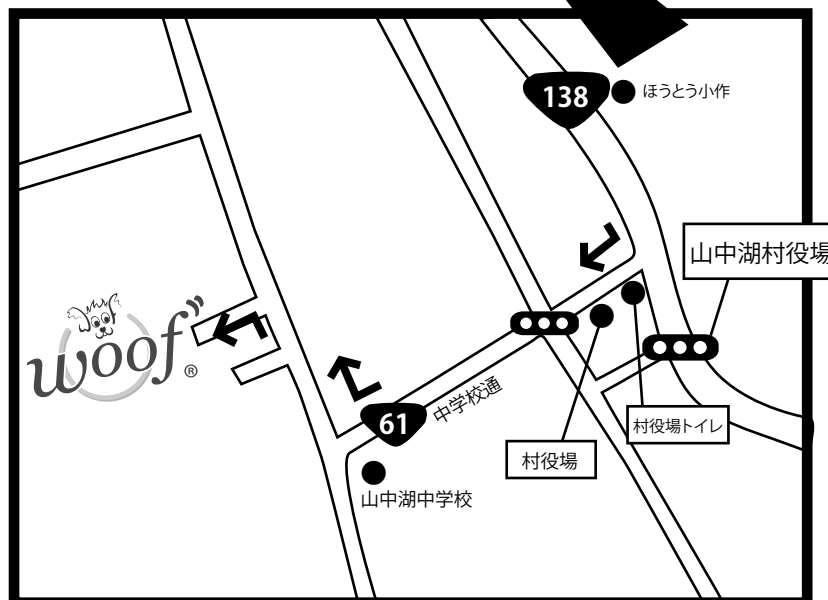 138
ほうとう小作
山中湖村役場
woof”®
61
中学校通
村役場トイレ
村役場
山中湖中学校